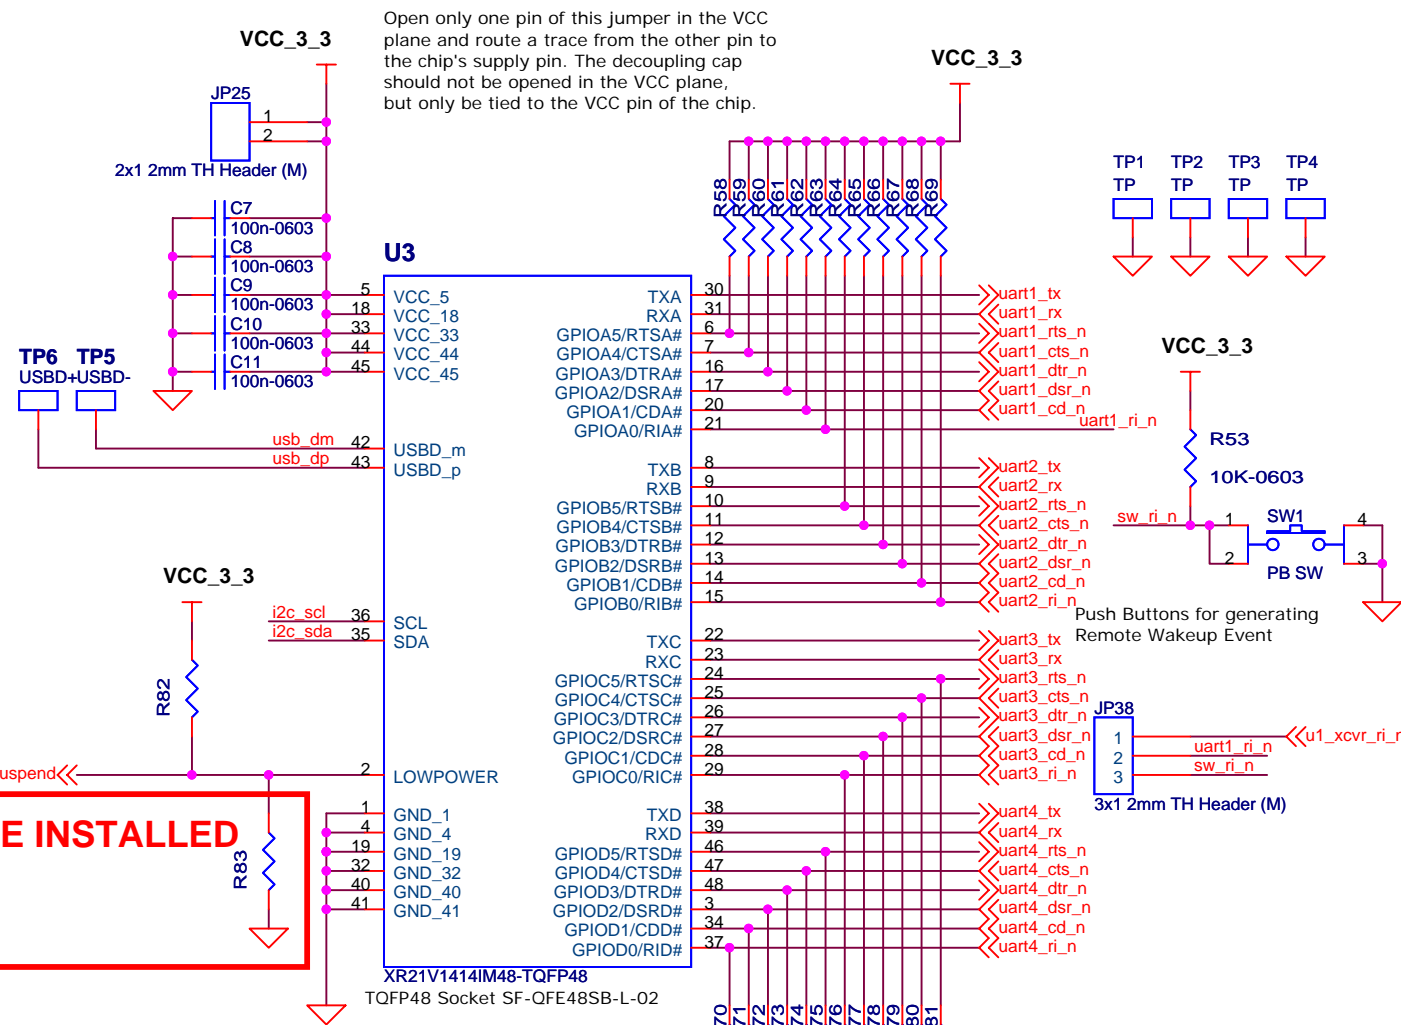 Open only one pin of this jumper in the VCC
plane and route a trace from the other pin to
the chip's supply pin. The decoupling cap
should not be opened in the VCC plane,
but only be tied to the VCC pin of the chip.
VCC_3_3
VCC_3_3
JP25
1
2
2x1 2mm TH Header (M)
C7
100n-0603
C8
100n-0603
C9
100n-0603
C10
100n-0603
C11
100n-0603
R58
R59
R60
R61
R62
R63
R64
R65
R66
R67
R68
R69
TP1
TP
TP2
TP
TP3
TP
TP4
TP
TP6
USBD+
TP5
USBD-
usb_dm
usb_dp
U3
5 VCC_5
18 VCC_18
33 VCC_33
44 VCC_44
45 VCC_45
42 USBD_m
43 USBD_p
i2c_scl 36 SCL
i2c_sda 35 SDA
2 LOWPOWER
1 GND_1
4 GND_4
19 GND_19
32 GND_32
40 GND_40
41 GND_41
TXA 30 uart1_tx
RXA 31 uart1_rx
GPIOA5/RTSA# 6 uart1_rts_n
GPIOA4/CTSA# 7 uart1_cts_n
GPIOA3/DTRA# 16 uart1_dtr_n
GPIOA2/DSRA# 17 uart1_dsr_n
GPIOA1/CDA# 20 uart1_cd_n
GPIOA0/RIA# 21 uart1_ri_n
TXB 8 uart2_tx
RXB 9 uart2_rx
GPIOB5/RTSB# 10 uart2_rts_n
GPIOB4/CTSB# 11 uart2_cts_n
GPIOB3/DTRB# 12 uart2_dtr_n
GPIOB2/DSRB# 13 uart2_dsr_n
GPIOB1/CDB# 14 uart2_cd_n
GPIOB0/RIB# 15 uart2_ri_n
TXC 22 uart3_tx
RXC 23 uart3_rx
GPIOC5/RTSC# 24 uart3_rts_n
GPIOC4/CTSC# 25 uart3_cts_n
GPIOC3/DTRC# 26 uart3_dtr_n
GPIOC2/DSRC# 27 uart3_dsr_n
GPIOC1/CDC# 28 uart3_cd_n
GPIOC0/RIC# 29 uart3_ri_n
TXD 38 uart4_tx
RXD 39 uart4_rx
GPIOD5/RTSD# 46 uart4_rts_n
GPIOD4/CTSD# 47 uart4_cts_n
GPIOD3/DTRD# 48 uart4_dtr_n
GPIOD2/DSRD# 3 uart4_dsr_n
GPIOD1/CDD# 34 uart4_cd_n
GPIOD0/RID# 37 uart4_ri_n
XR21V1414IM48-TQFP48
TQFP48 Socket SF-QFE48SB-L-02
VCC_3_3
R82
uspend
E INSTALLED
R83
VCC_3_3
R53
10K-0603
sw_ri_n
1
2
SW1
PB SW
4
3
Push Buttons for generating
Remote Wakeup Event
JP38
1 u1_xcvr_ri_n
2 uart1_ri_n
3 sw_ri_n
3x1 2mm TH Header (M)
70
71
72
73
74
75
76
77
78
79
80
81